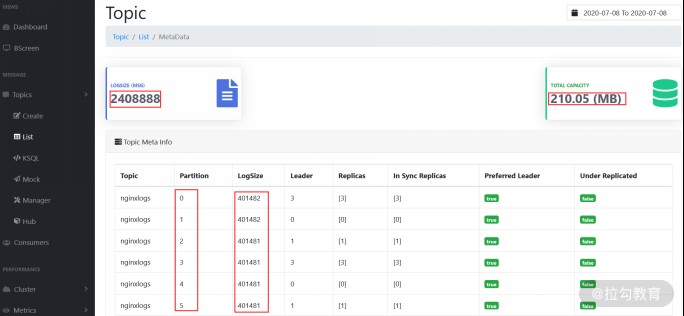 VIEWS
Dashboard
BScreen
MESSAGE
Topics
Create
List
KSQL
Mock
Manager
Hub
Consumers
PERFORMANCE
Cluster
Metrics
Topic
2020-07-08 To 2020-07-08
Topic / List / MetaData
LOGSIZE (MSG)
2408888
TOTAL CAPACITY
210.05 (MB)
Topic Meta Info
Topic Partition LogSize Leader Replicas In Sync Replicas Preferred Leader Under Replicated
nginxlogs 0 401482 3 [3] [3] true false
nginxlogs 1 401482 0 [0] [0] true false
nginxlogs 2 401481 1 [1] [1] true false
nginxlogs 3 401481 3 [3] [3] true false
nginxlogs 4 401481 0 [0] [0] true false
nginxlogs 5 401481 1 [1] [1] true false
@拉勾教育